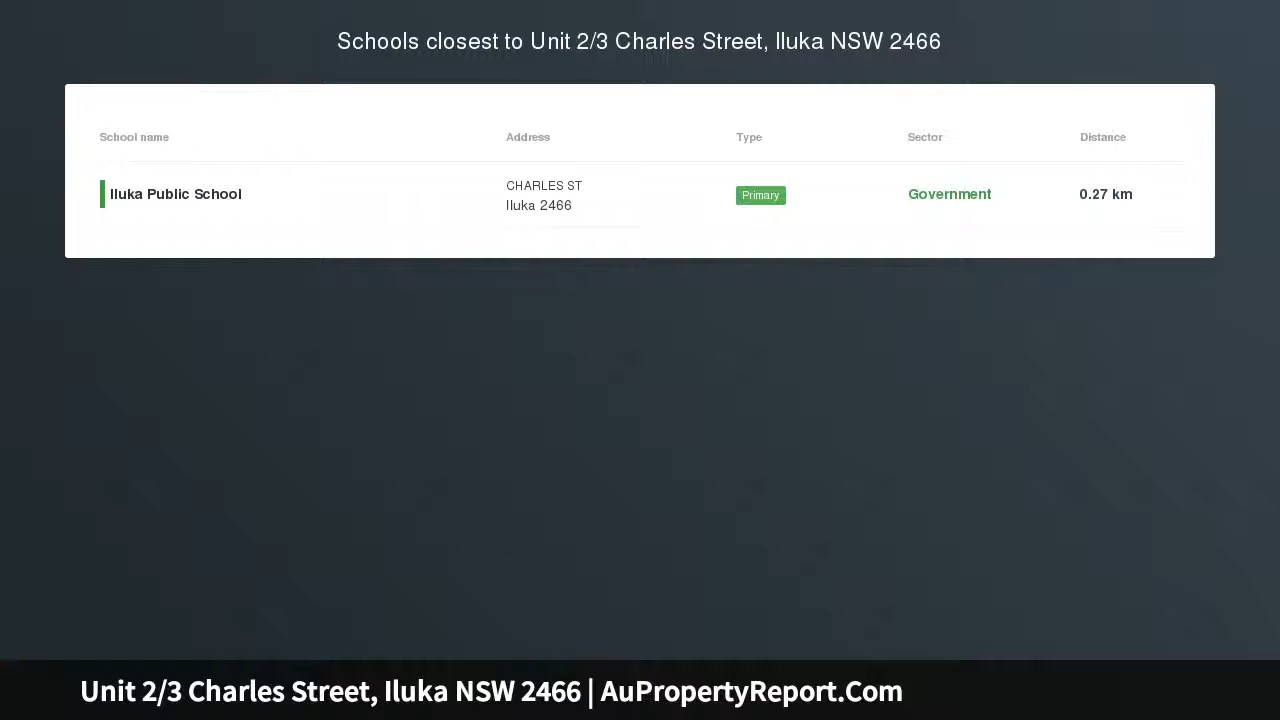 Schools closest to Unit 2/3 Charles Street, Iluka NSW 2466
School name Address Type Sector Distance
Iluka Public School CHARLES ST Iluka 2466 Primary Government 0.27 km
Unit 2/3 Charles Street, Iluka NSW 2466 | AuPropertyReport.Com